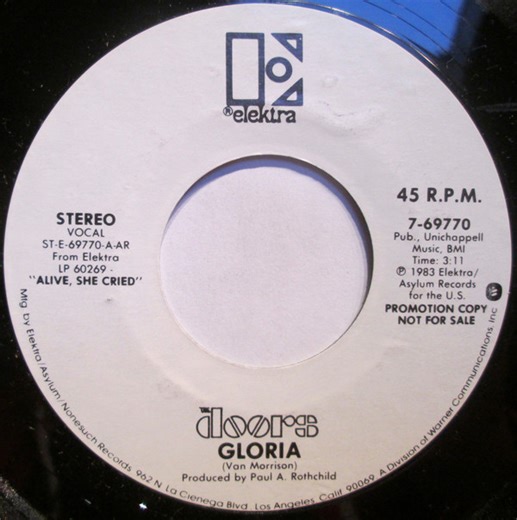 ® elektra
STEREO
VOCAL
ST-E-69770-A-AR
From Elektra
LP 60269 -
"ALIVE, SHE CRIED"
45 R.P.M.
7-69770
Pub., Unichappell
Music, BMI
Time: 3:11
℗ 1983 Elektra/
Asylum Records
for the U.S.
PROMOTION COPY
NOT FOR SALE
THE doors
GLORIA
(Van Morrison)
Produced by Paul A. Rothchild
Mfg by Elektra/Asylum/Nonesuch Records 962 N La Cienega Blvd. Los Angeles, Calif 90069 A Division of Warner Communications Inc